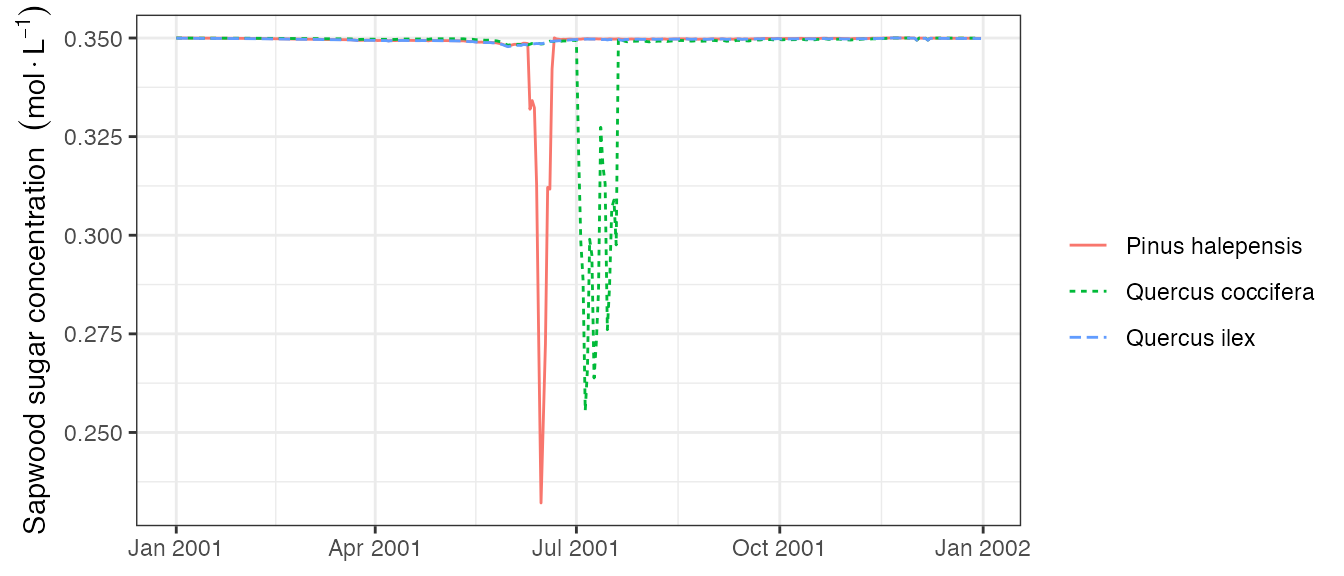 Sapwood sugar concentration (mol· L⁻¹)
0.350
0.325
0.300
0.275
0.250
Jan 2001 Apr 2001 Jul 2001 Oct 2001 Jan 2002
Pinus halepensis
Quercus coccifera
Quercus ilex